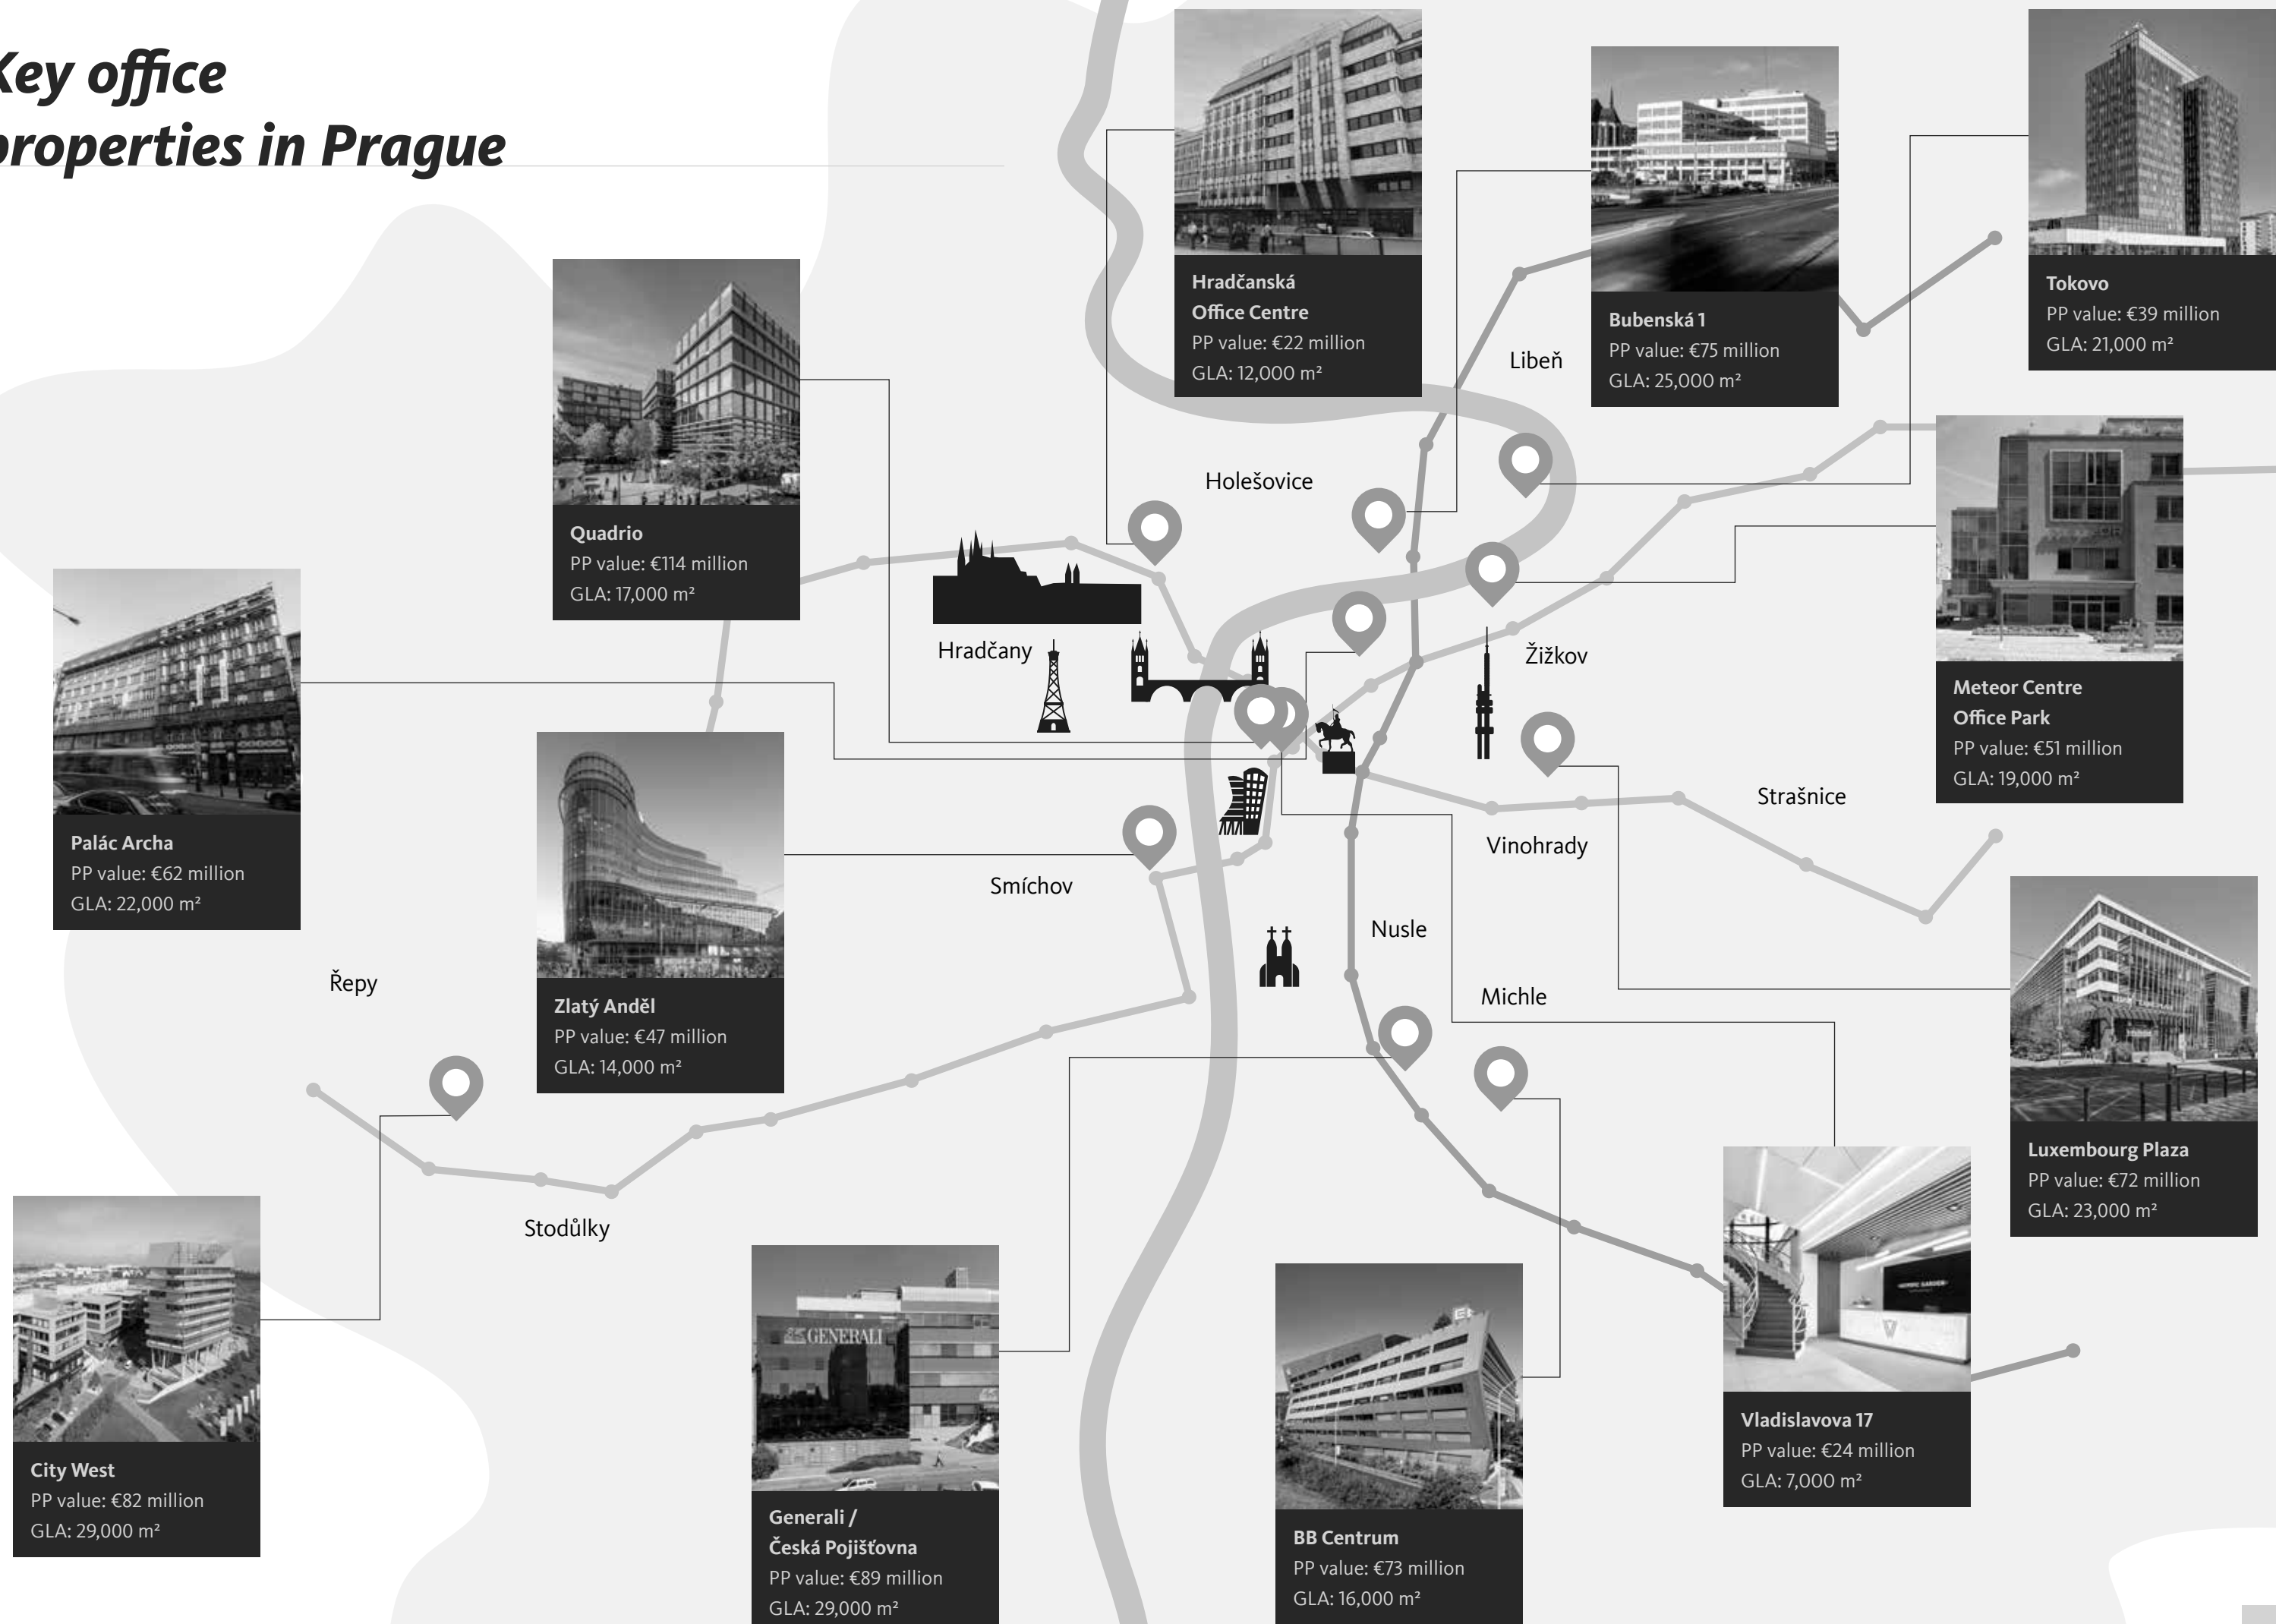 Key office
properties in Prague
Hradčanská
Office Centre
PP value: €22 million
GLA: 12,000 m²
Bubenská 1
PP value: €75 million
GLA: 25,000 m²
Tokovo
PP value: €39 million
GLA: 21,000 m²
Libeň
Holešovice
Quadrio
PP value: €114 million
GLA: 17,000 m²
Hradčany
Žižkov
Meteor Centre
Office Park
PP value: €51 million
GLA: 19,000 m²
Palác Archa
PP value: €62 million
GLA: 22,000 m²
Strašnice
Vinohrady
Smíchov
Nusle
Řepy
Michle
Zlatý Anděl
PP value: €47 million
GLA: 14,000 m²
Luxembourg Plaza
PP value: €72 million
GLA: 23,000 m²
Stodůlky
GENERALI
City West
PP value: €82 million
GLA: 29,000 m²
Generali /
Česká Pojišťovna
PP value: €89 million
GLA: 29,000 m²
BB Centrum
PP value: €73 million
GLA: 16,000 m²
Vladislavova 17
PP value: €24 million
GLA: 7,000 m²